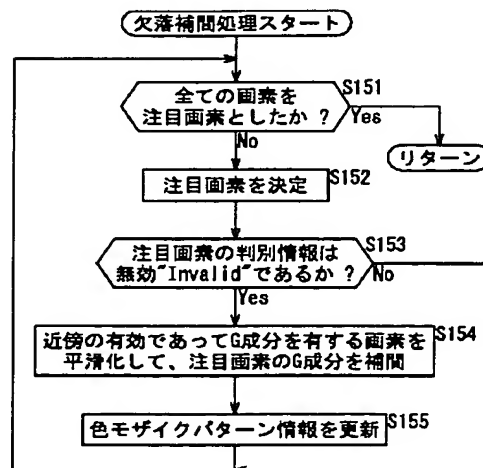 欠落補間処理スタート
S151
全ての画素を
注目画素としたか ?
Yes
No
リターン
S152
注目画素を決定
S153
注目画素の判別情報は
無効"Invalid"であるか ?
No
Yes
S154
近傍の有効であってG成分を有する画素を
平滑化して、注目画素のG成分を補間
S155
色モザイクパターン情報を更新